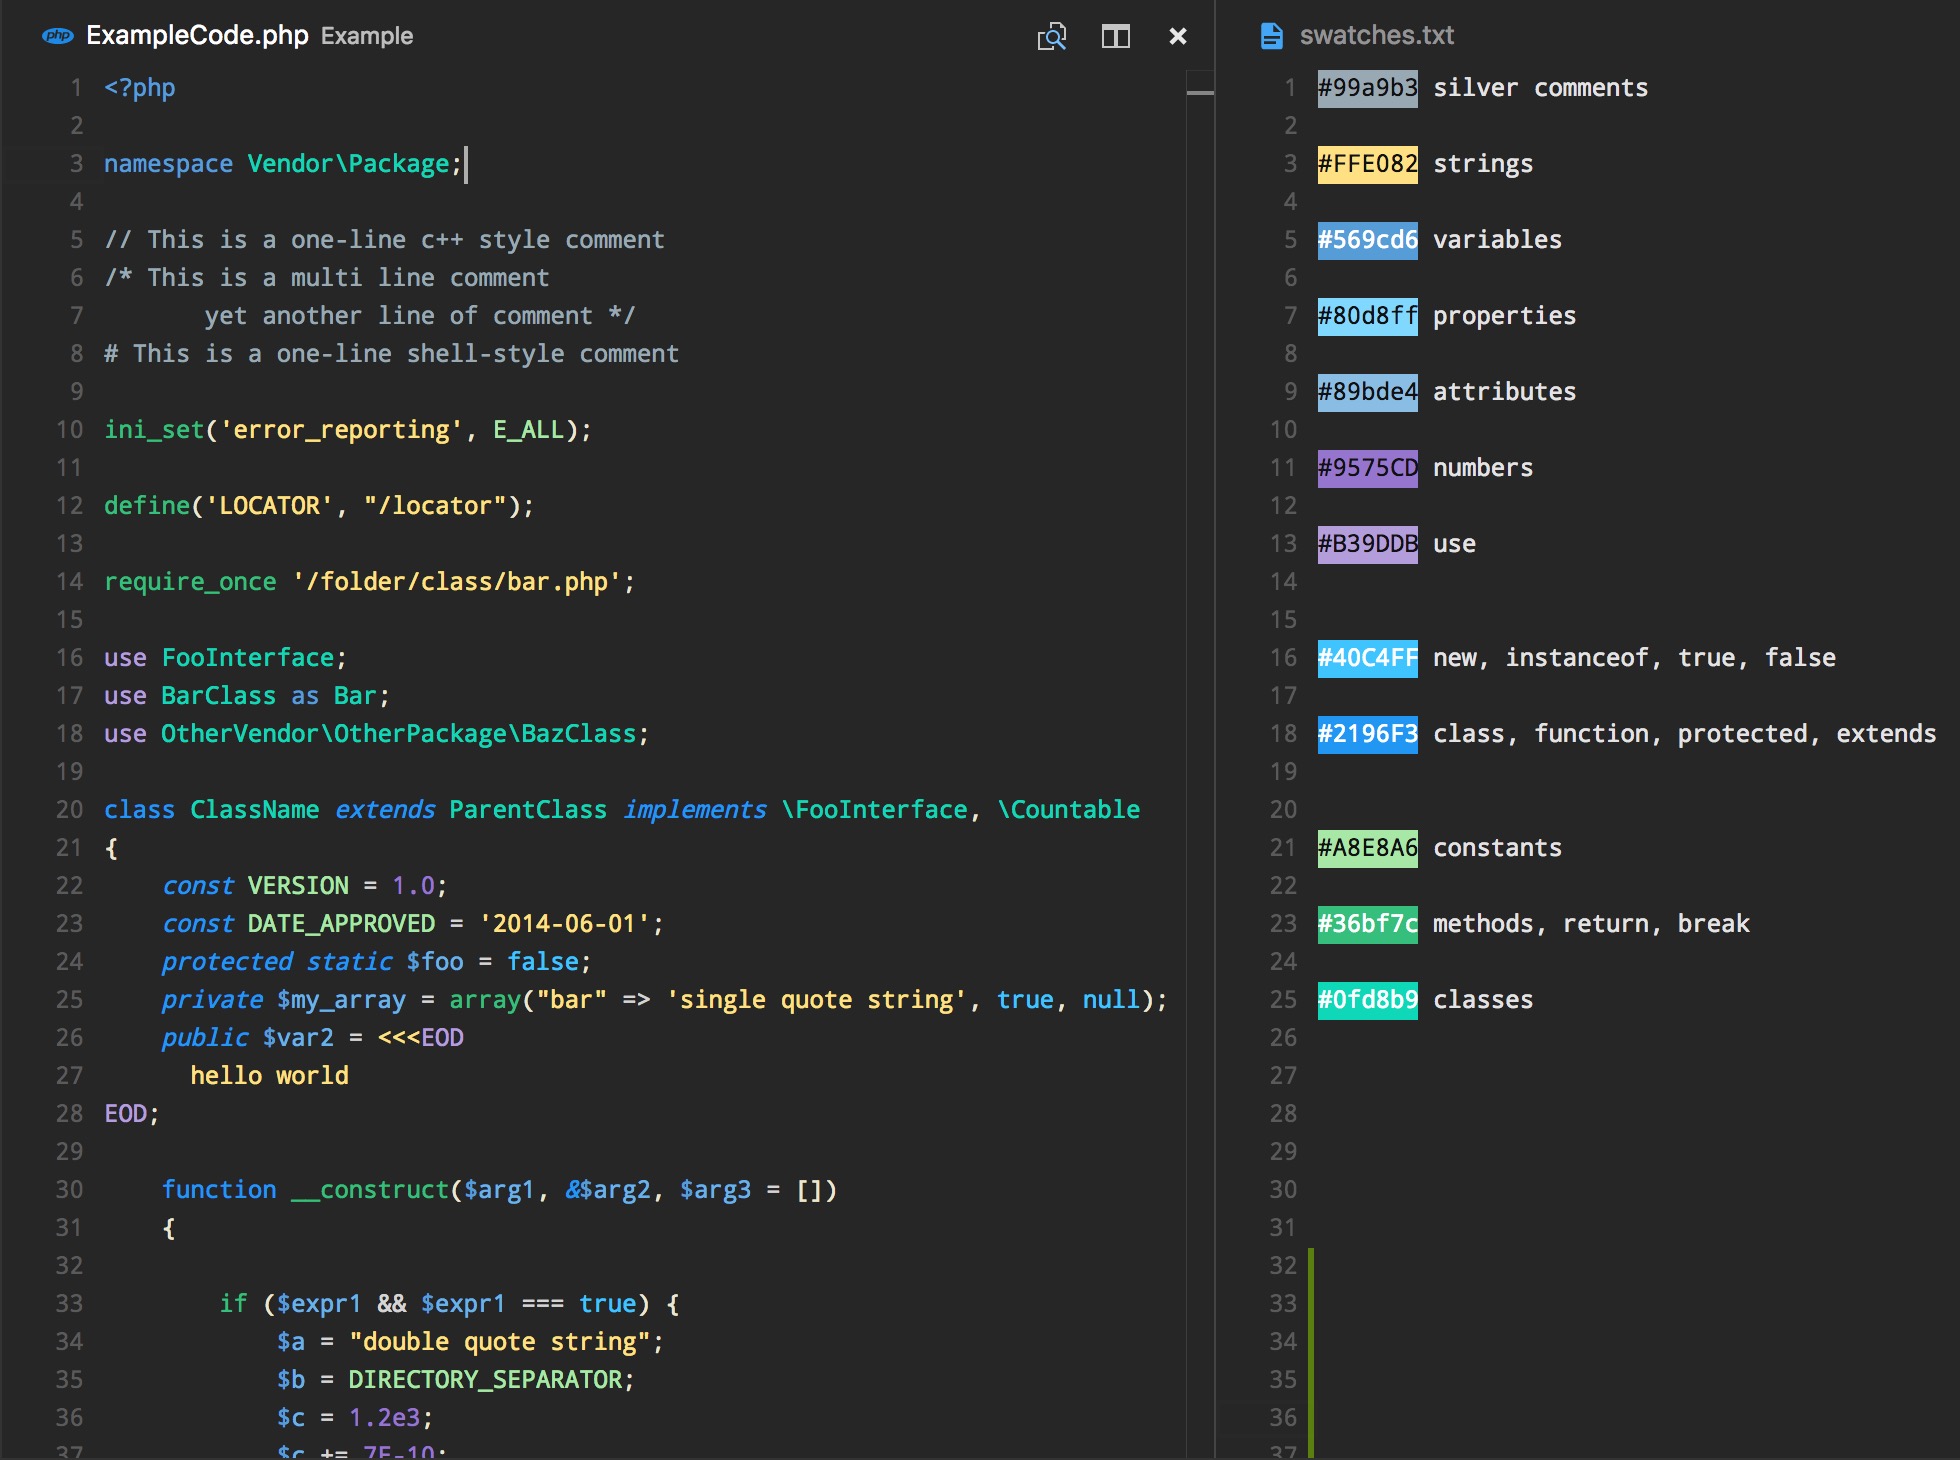 php ExampleCode.php Example
1 <?php
2
3 namespace Vendor\Package;
4
5 // This is a one-line c++ style comment
6 /* This is a multi line comment
7 yet another line of comment */
8 # This is a one-line shell-style comment
9
10 ini_set('error_reporting', E_ALL);
11
12 define('LOCATOR', "/locator");
13
14 require_once '/folder/class/bar.php';
15
16 use FooInterface;
17 use BarClass as Bar;
18 use OtherVendor\OtherPackage\BazClass;
19
20 class ClassName extends ParentClass implements \FooInterface, \Countable
21 {
22 const VERSION = 1.0;
23 const DATE_APPROVED = '2014-06-01';
24 protected static $foo = false;
25 private $my_array = array("bar" => 'single quote string', true, null);
26 public $var2 = <<<EOD
27 hello world
28 EOD;
29
30 function __construct($arg1, &$arg2, $arg3 = [])
31 {
32
33 if ($expr1 && $expr1 === true) {
34 $a = "double quote string";
35 $b = DIRECTORY_SEPARATOR;
36 $c = 1.2e3;
37 $c += 7E-10;
swatches.txt
1 #99a9b3 silver comments
2
3 #FFE082 strings
4
5 #569cd6 variables
6
7 #80d8ff properties
8
9 #89bde4 attributes
10
11 #9575CD numbers
12
13 #B39DDB use
14
15
16 #40C4FF new, instanceof, true, false
17
18 #2196F3 class, function, protected, extends
19
20
21 #A8E8A6 constants
22
23 #36bf7c methods, return, break
24
25 #0fd8b9 classes
26
27
28
29
30
31
32
33
34
35
36
37